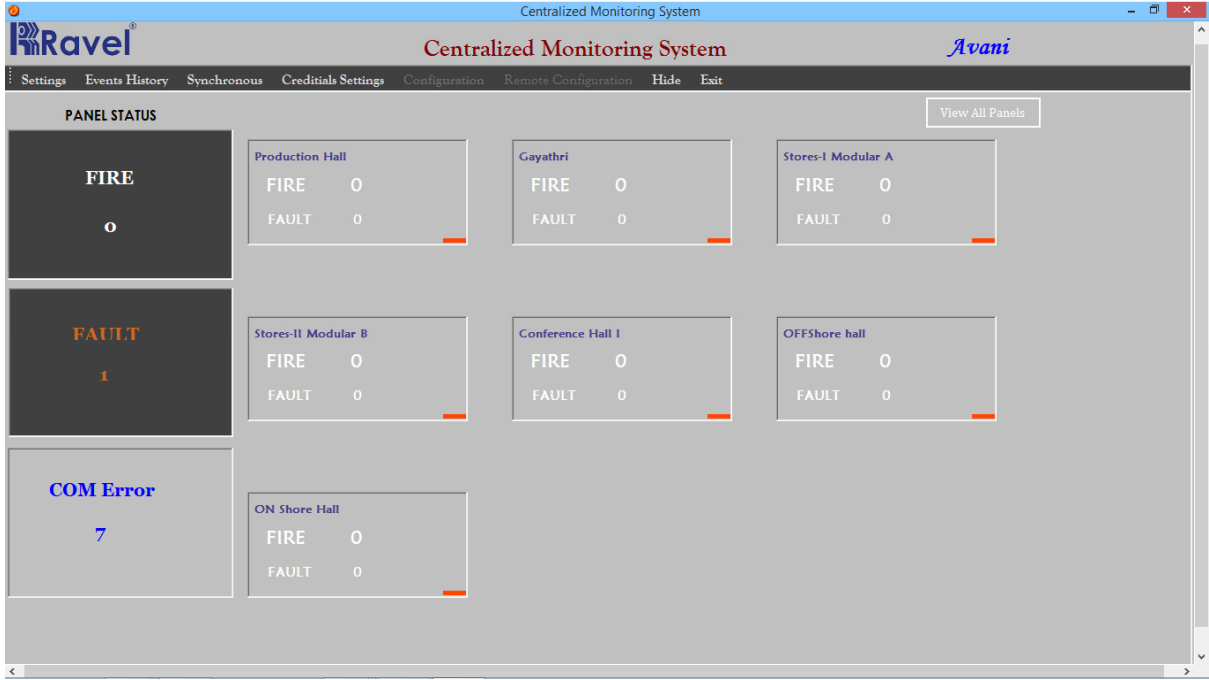 Centralized Monitoring System
Ravel®
Centralized Monitoring System
Avani
Settings Events History Synchronous Creditials Settings Configuration Remote Configuration Hide Exit
PANEL STATUS
View All Panels
FIRE
0
Production Hall
FIRE 0
FAULT 0
Gayathri
FIRE 0
FAULT 0
Stores-I Modular A
FIRE 0
FAULT 0
FAULT
1
Stores-II Modular B
FIRE 0
FAULT 0
Conference Hall I
FIRE 0
FAULT 0
OFFShore hall
FIRE 0
FAULT 0
COM Error
7
ON Shore Hall
FIRE 0
FAULT 0